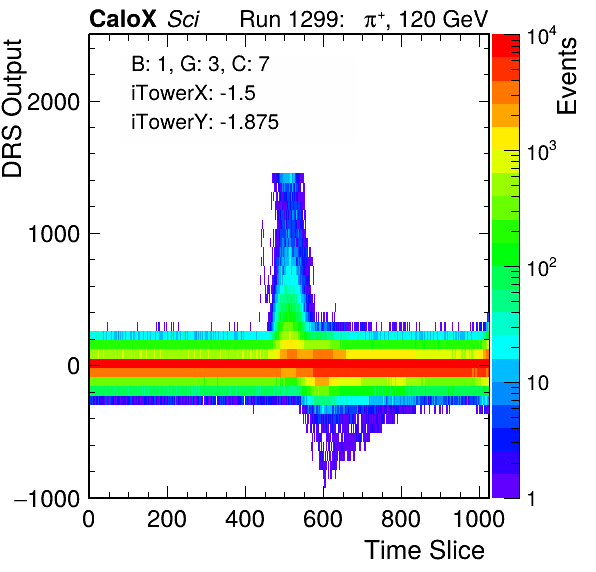 CaloX Sci Run 1299: π⁺, 120 GeV
B: 1, G: 3, C: 7
iTowerX: -1.5
iTowerY: -1.875
DRS Output
2000
1000
0
−1000
0 200 400 600 800 1000
Time Slice
Events
10⁴
10³
10²
10
1